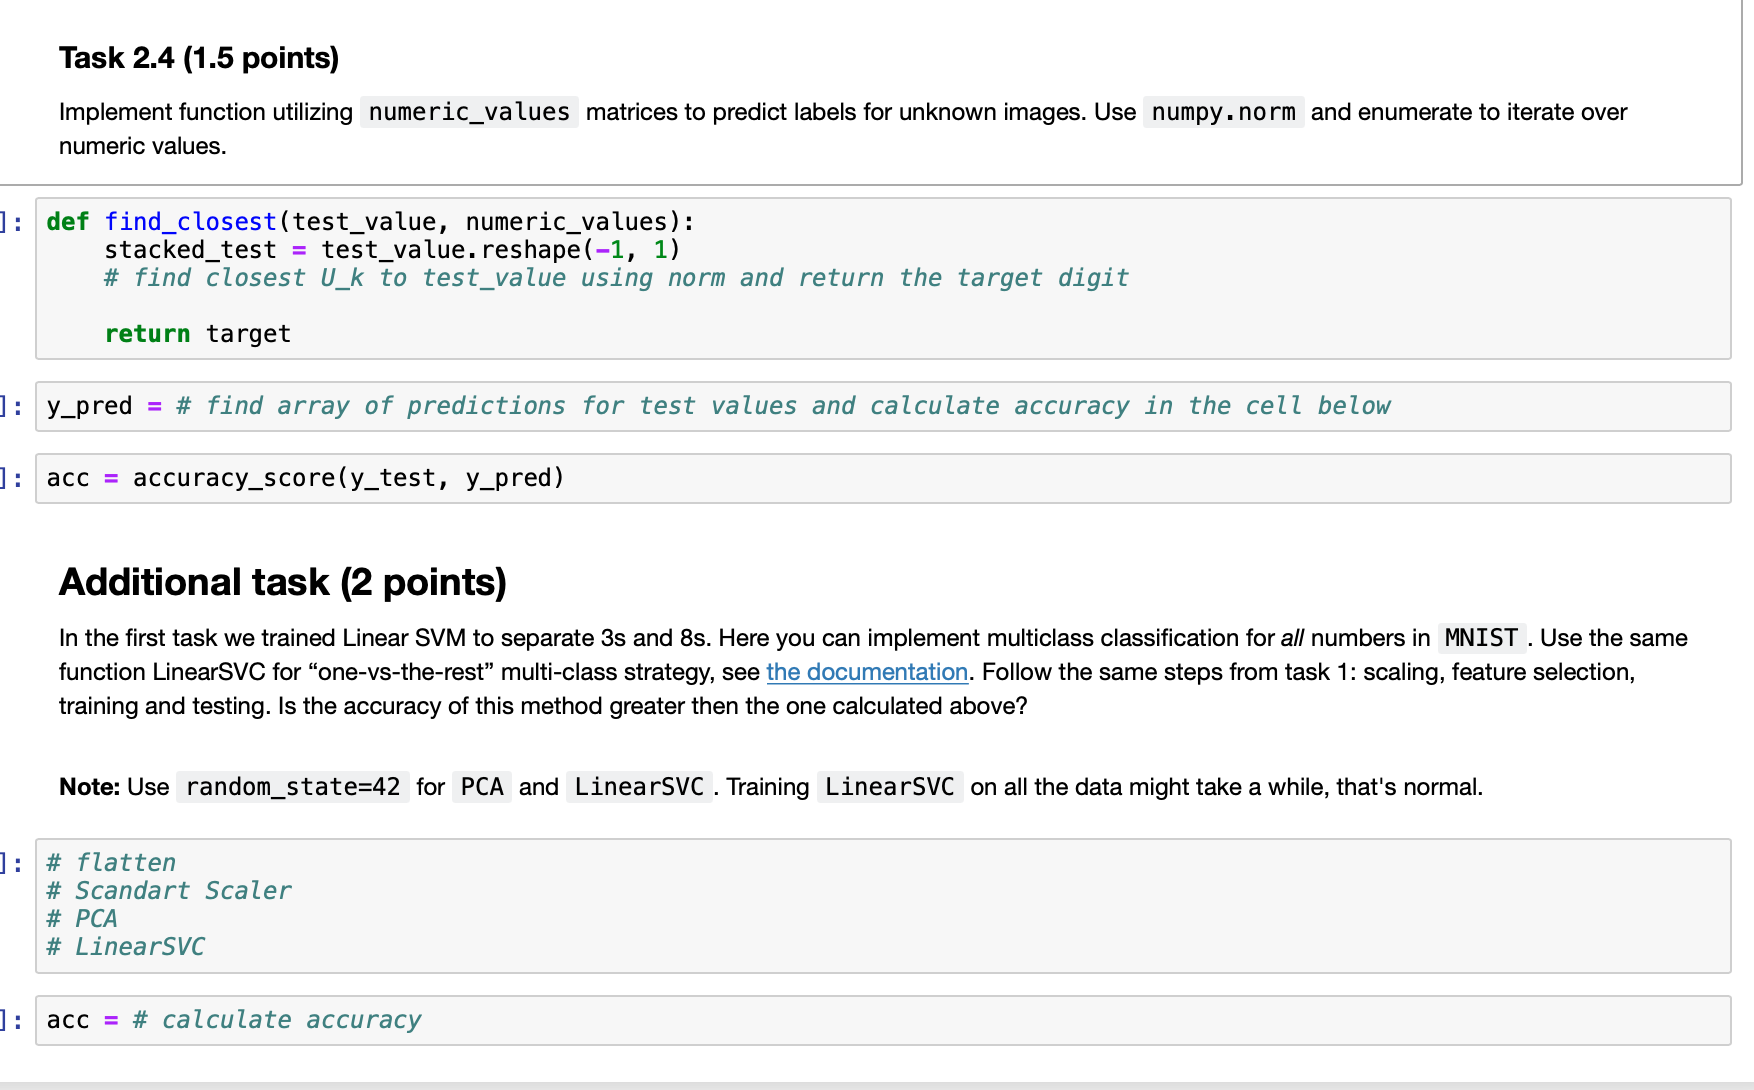 Task 2.4 (1.5 points)
Implement function utilizing numeric_values matrices to predict labels for unknown images. Use numpy.norm and enumerate to iterate over
numeric values.
]: def find_closest(test_value, numeric_values):
stacked_test = test_value.reshape(-1, 1)
# find closest U_k to test_value using norm and return the target digit
return target
]: y_pred = # find array of predictions for test values and calculate accuracy in the cell below
]: acc = accuracy_score(y_test, y_pred)
Additional task (2 points)
In the first task we trained Linear SVM to separate 3s and 8s. Here you can implement multiclass classification for all numbers in MNIST . Use the same
function LinearSVC for “one-vs-the-rest” multi-class strategy, see the documentation. Follow the same steps from task 1: scaling, feature selection,
training and testing. Is the accuracy of this method greater then the one calculated above?
Note: Use random_state=42 for PCA and LinearSVC . Training LinearSVC on all the data might take a while, that's normal.
]: # flatten
# Scandart Scaler
# PCA
# LinearSVC
]: acc = # calculate accuracy